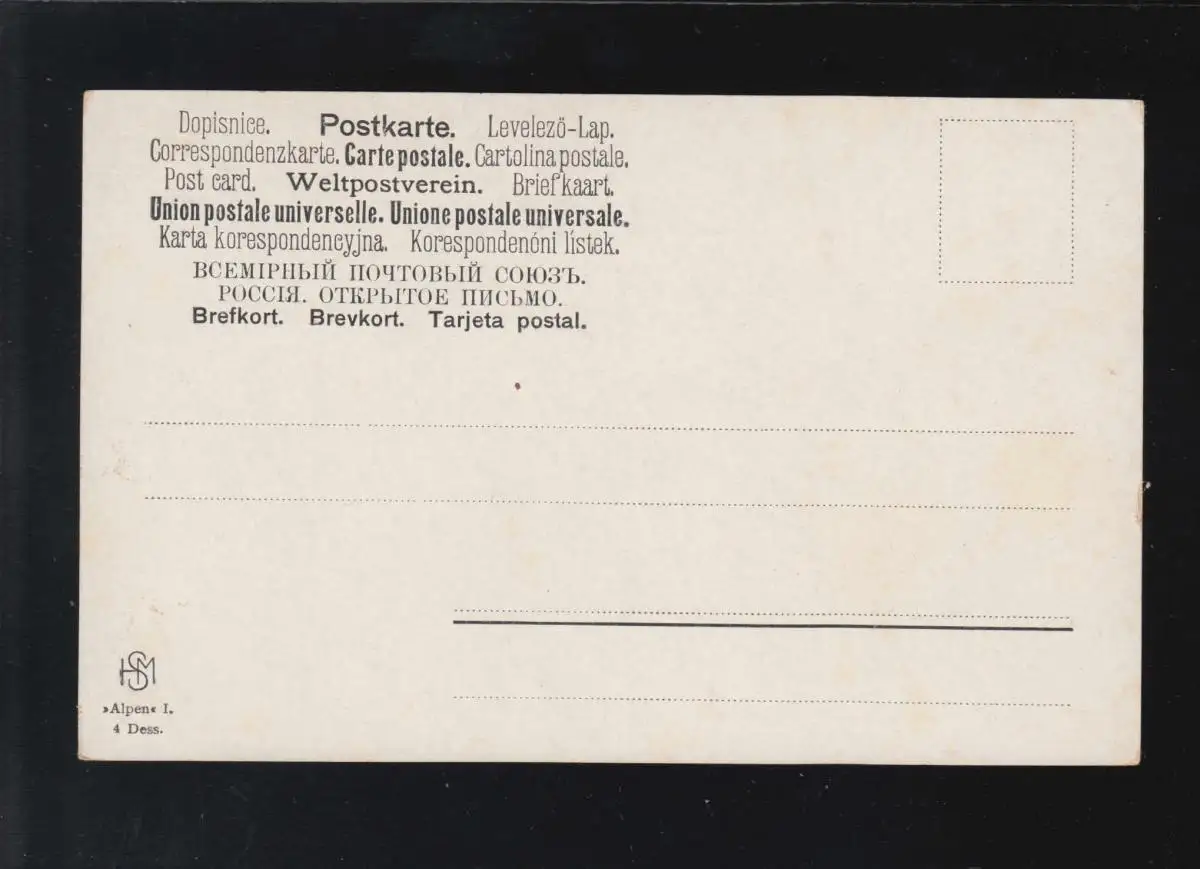 Dopisnice. Postkarte. Levelező-Lap.
Correspondenzkarte. Carte postale. Cartolina postale.
Post card. Weltpostverein. Briefkaart.
Union postale universelle. Unione postale universale.
Karta korespondencyjna. Korespondenóni lístek.
ВСЕМІРНЫЙ ПОЧТОВЫЙ СОЮЗЪ.
РОССІЯ. ОТКРЫТОЕ ПИСЬМО.
Brefkort. Brevkort. Tarjeta postal.
HSM
»Alpen« I.
4 Dess.